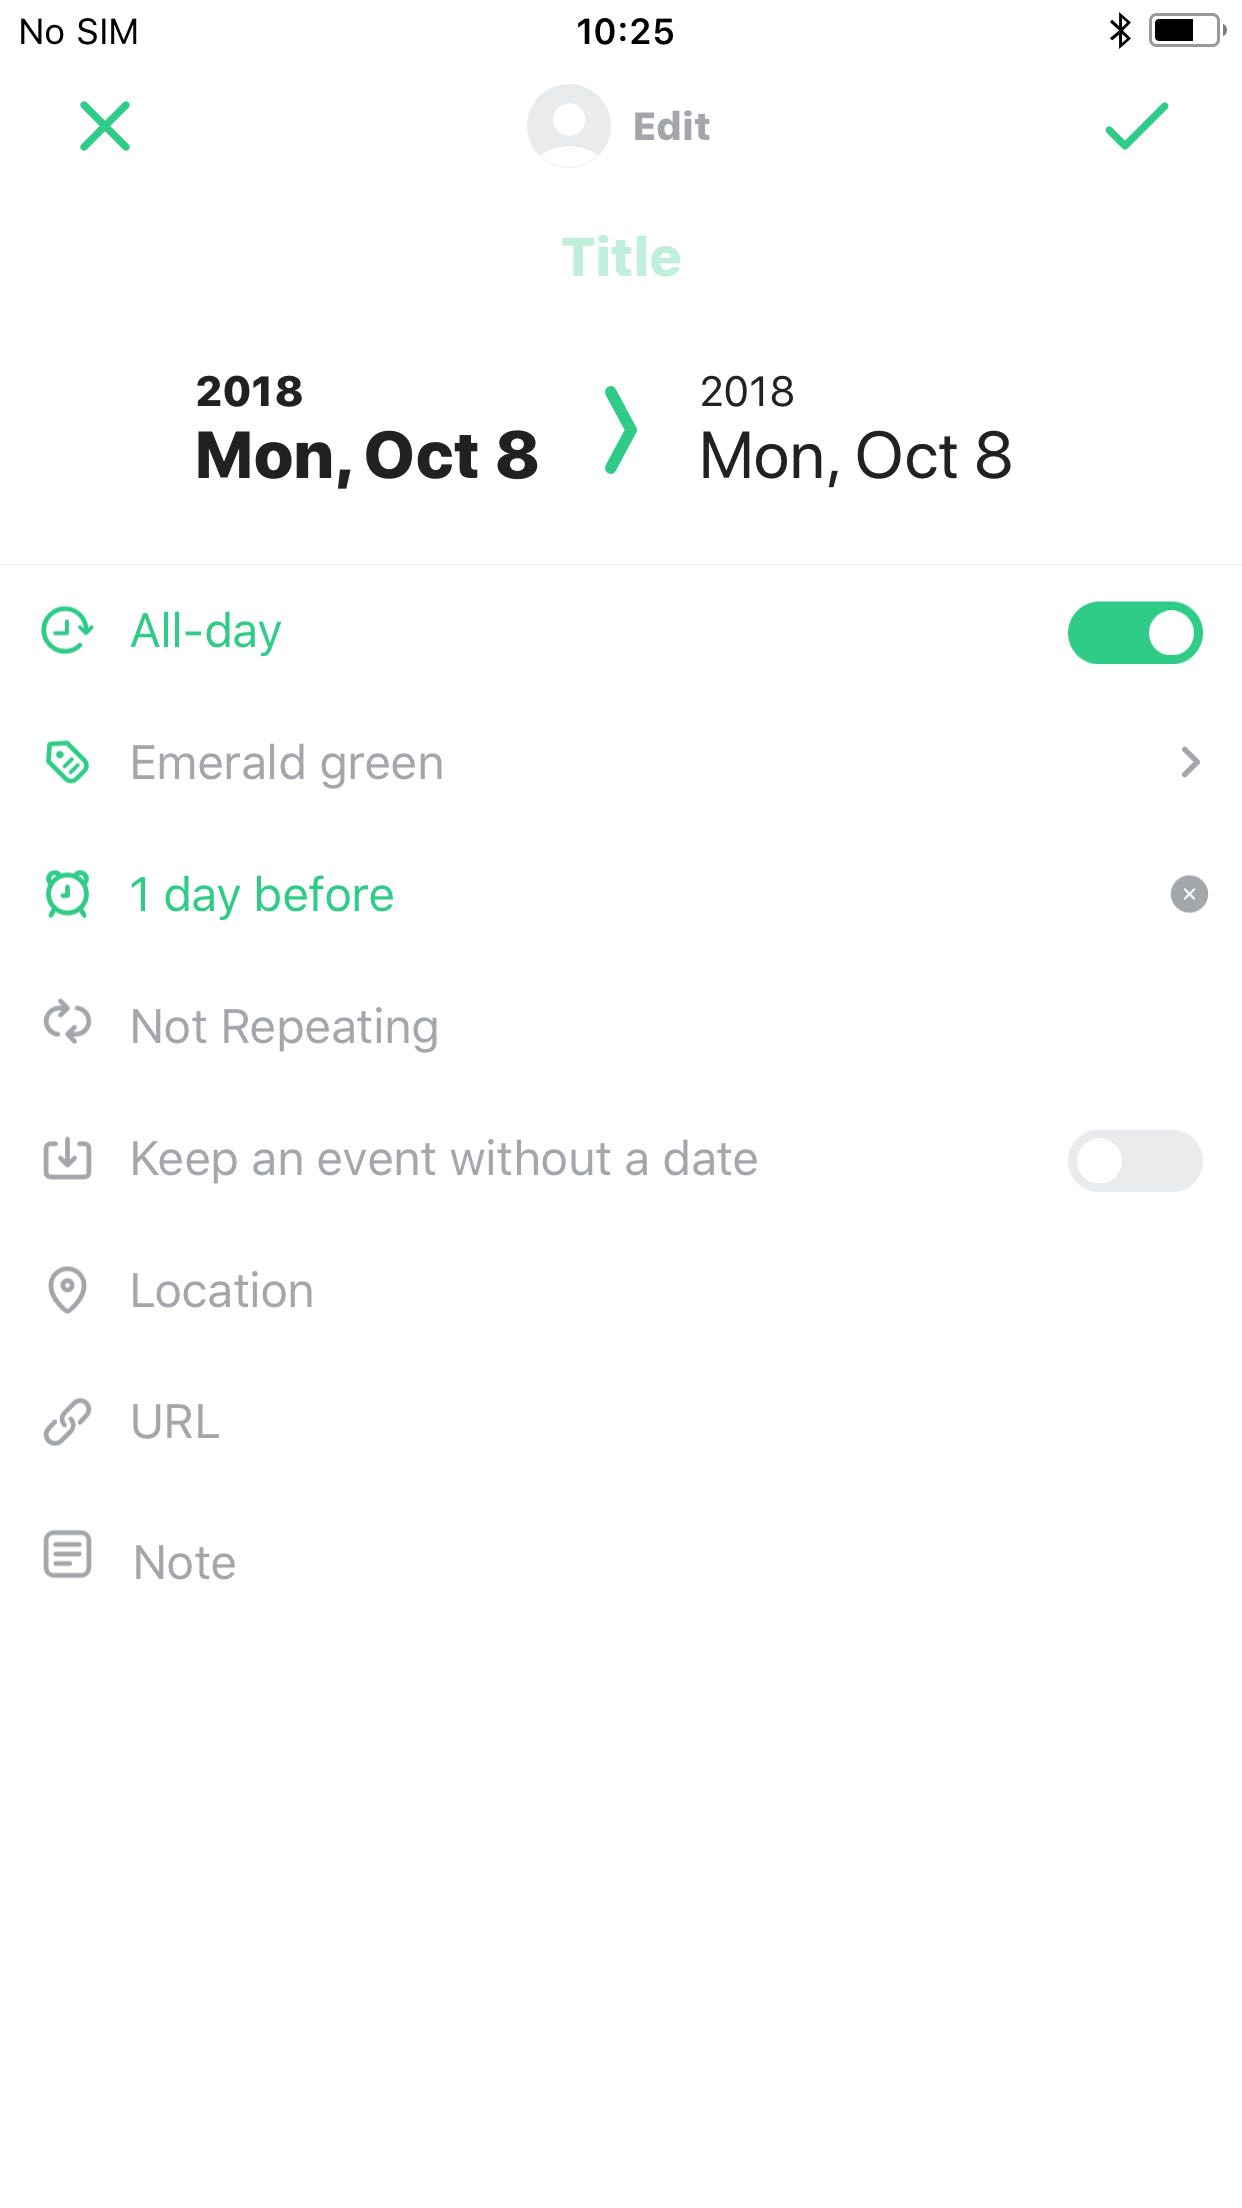 No SIM
10:25
Edit
Title
2018
Mon, Oct 8
2018
Mon, Oct 8
All-day
Emerald green
1 day before
Not Repeating
Keep an event without a date
Location
URL
Note